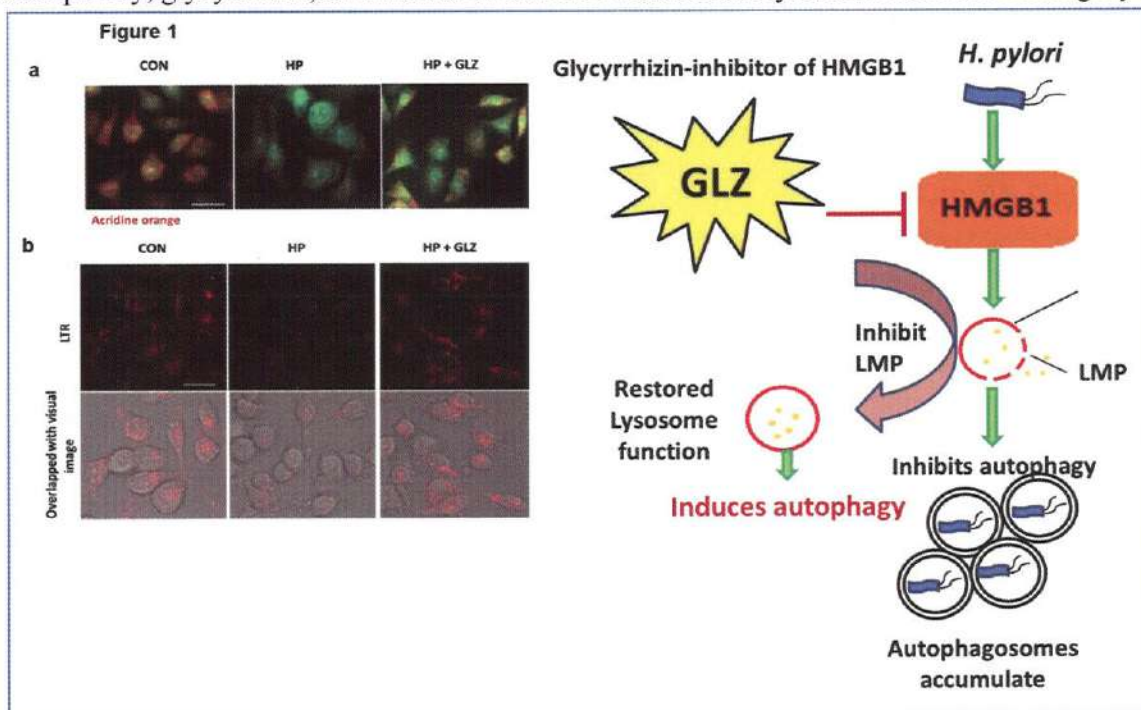 Figure 1
a
CON
HP
HP + GLZ
Acridine orange
b
CON
HP
HP + GLZ
LTR
Overlapped with visual
image
Glycyrrhizin-inhibitor of HMGB1
H. pylori
GLZ
HMGB1
Inhibit
LMP
LMP
Restored
Lysosome
function
Induces autophagy
Inhibits autophagy
Autophagosomes
accumulate